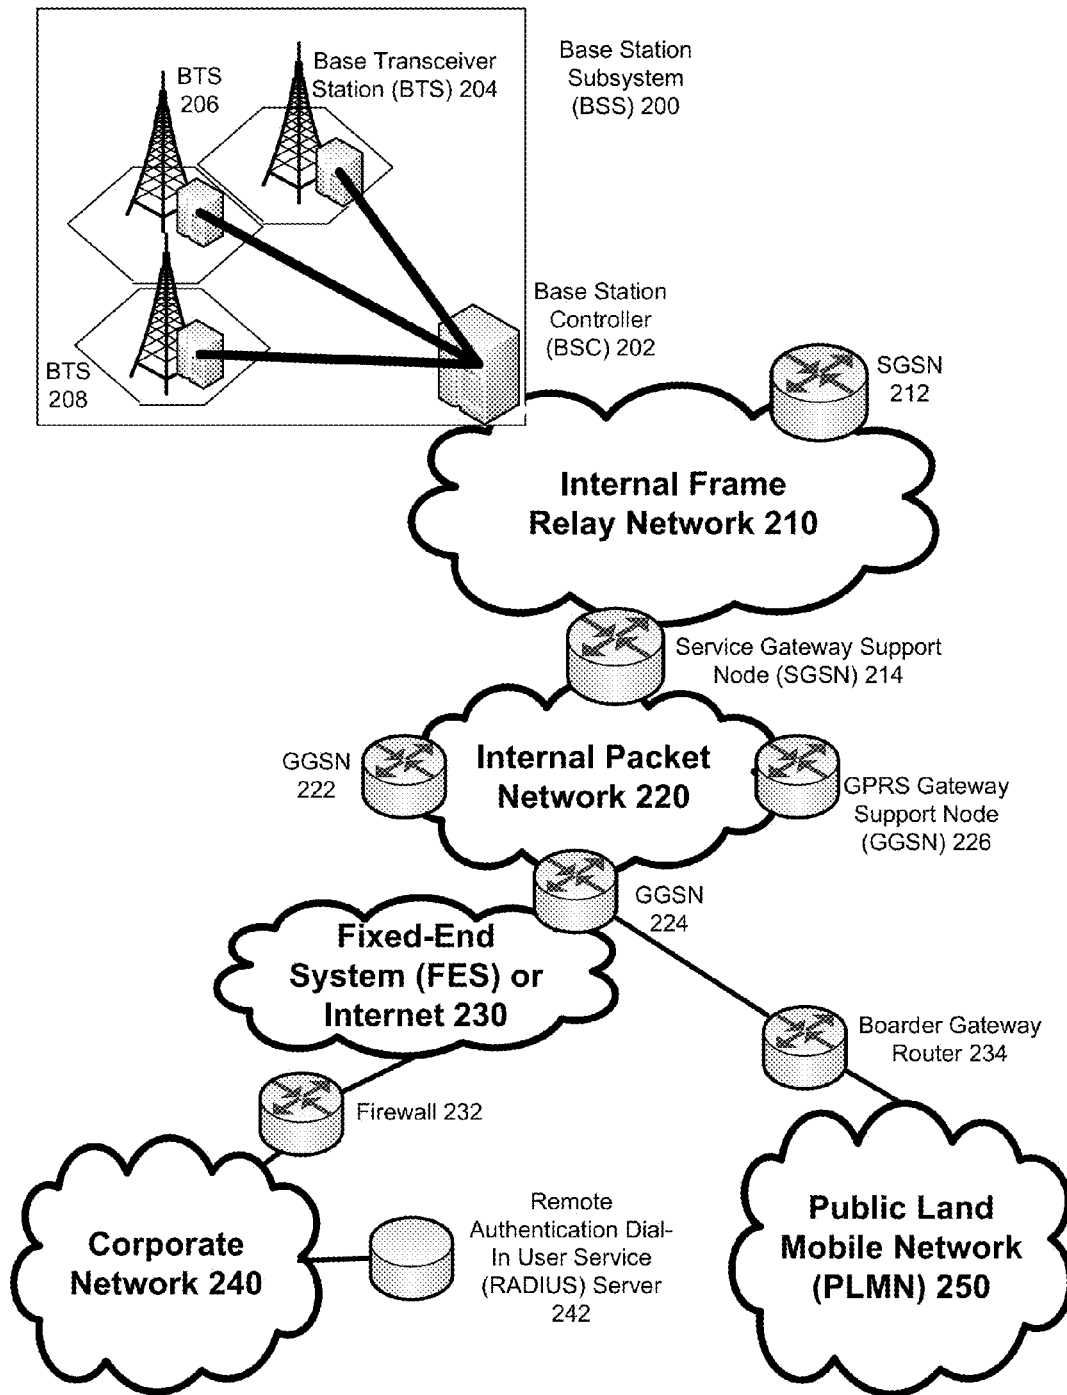 BTS
206
Base Transceiver
Station (BTS) 204
Base Station
Subsystem
(BSS) 200
Base Station
Controller
(BSC) 202
BTS
208
SGSN
212
Internal Frame
Relay Network 210
Service Gateway Support
Node (SGSN) 214
GGSN
222
Internal Packet
Network 220
GPRS Gateway
Support Node
(GGSN) 226
GGSN
224
Fixed-End
System (FES) or
Internet 230
Boarder Gateway
Router 234
Firewall 232
Corporate
Network 240
Remote
Authentication Dial-
In User Service
(RADIUS) Server
242
Public Land
Mobile Network
(PLMN) 250